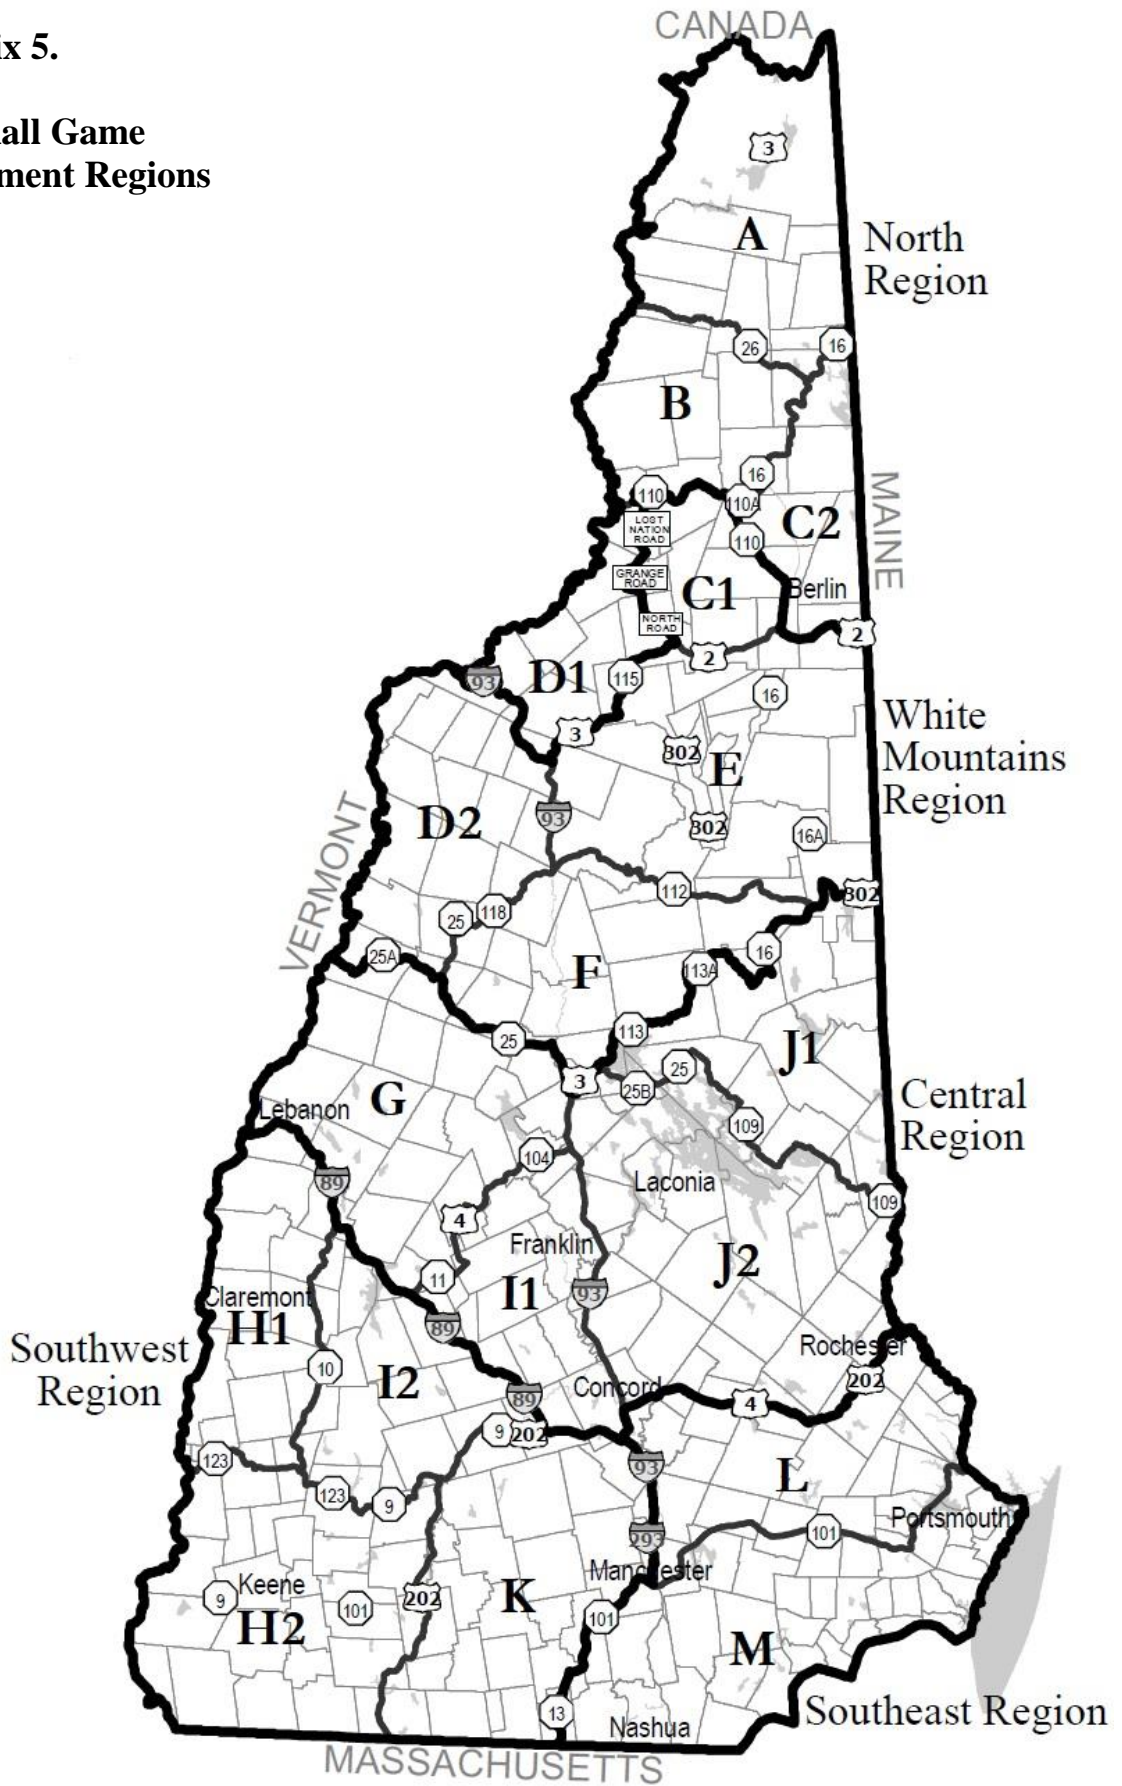 ix 5.
all Game
ment Regions
CANADA
3
A
North
Region
26
16
B
16
110
110A
LOST
NATION
ROAD
C2
MAINE
110
GRANGE
ROAD
C1
Berlin
NORTH
ROAD
2
2
93
D1
115
16
White
Mountains
Region
3
302
E
D2
93
302
16A
VERMONT
112
302
25
118
25A
16
F
113A
25
113
J1
3
25B
25
G
Lebanon
109
Central
Region
104
89
Laconia
109
4
Franklin
J2
11
I1
93
Claremont
H1
89
Southwest
Region
10
I2
Rochester
202
Concord
89
4
9
202
123
93
L
123
9
Portsmouth
101
293
Manchester
Keene
9
101
202
K
101
H2
M
13
Nashua
Southeast Region
MASSACHUSETTS